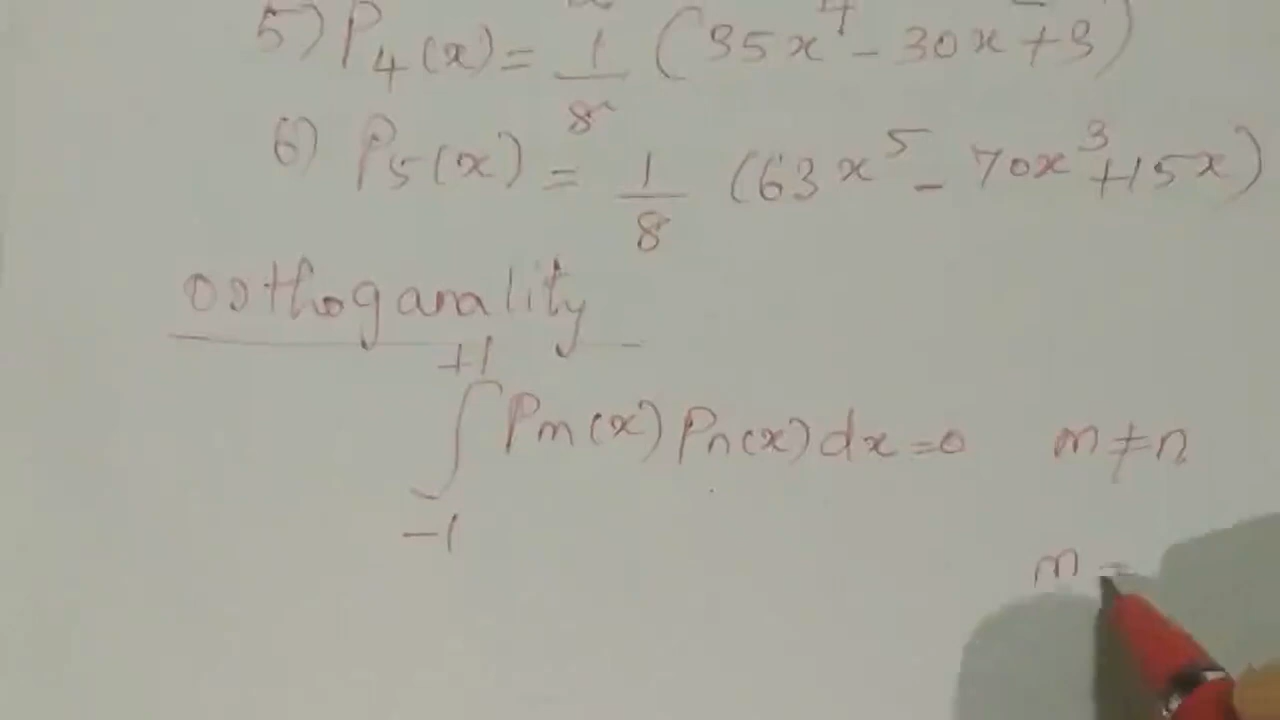 5) P₄(x) = 1/8 (35x⁴ - 30x + 3)
6) P₅(x) = 1/8 (63x⁵ - 70x³ + 15x)
Orthoganality
∫₋₁⁺¹ Pm(x) Pn(x) dx = 0 m ≠ n
m =